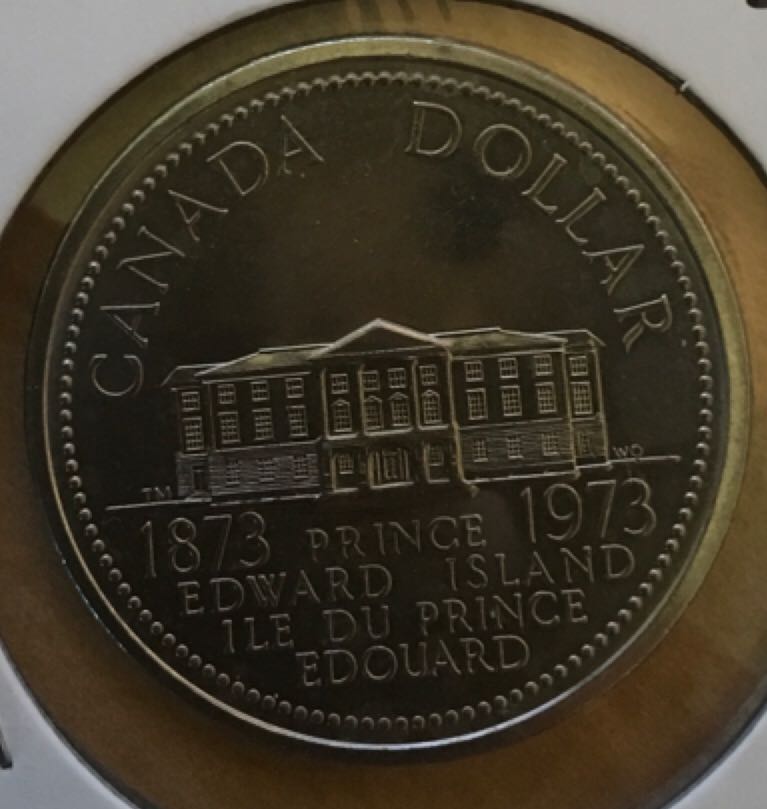 CANADA DOLLAR
TM
WO
1873 PRINCE 1973
EDWARD ISLAND
ILE DU PRINCE
EDOUARD